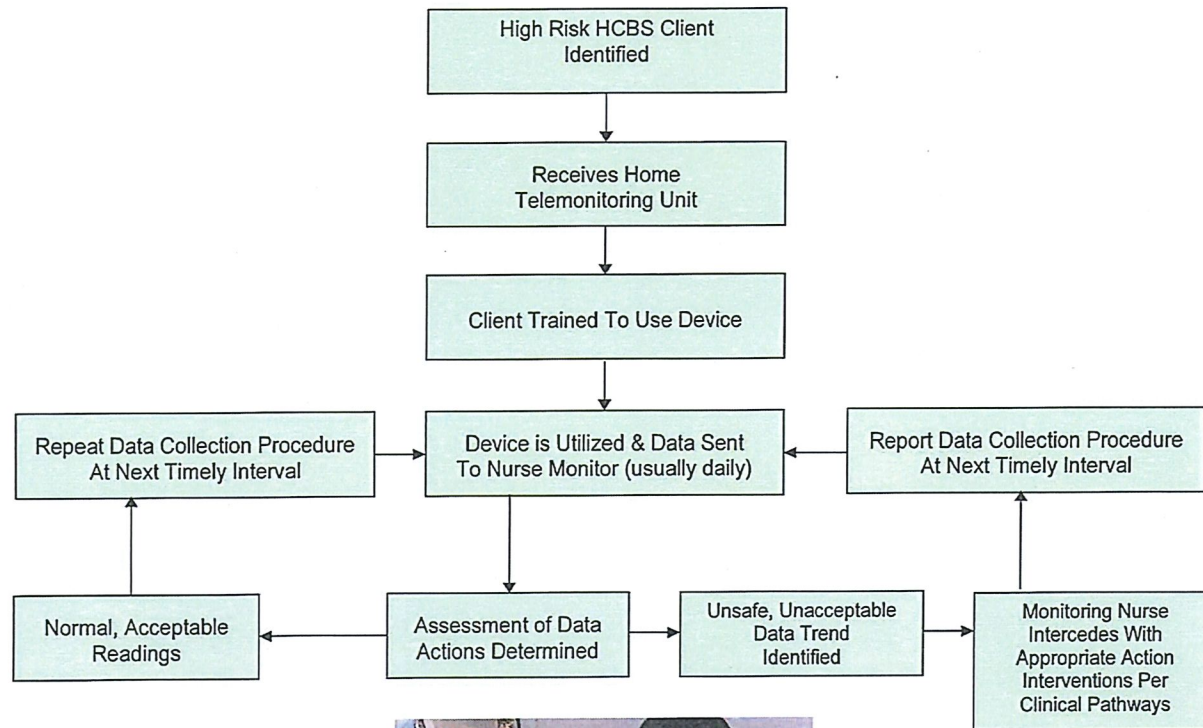 High Risk HCBS Client
Identified
Receives Home
Telemonitoring Unit
Client Trained To Use Device
Repeat Data Collection Procedure
At Next Timely Interval
Device is Utilized & Data Sent
To Nurse Monitor (usually daily)
Report Data Collection Procedure
At Next Timely Interval
Normal, Acceptable
Readings
Assessment of Data
Actions Determined
Unsafe, Unacceptable
Data Trend
Identified
Monitoring Nurse
Intercedes With
Appropriate Action
Interventions Per
Clinical Pathways